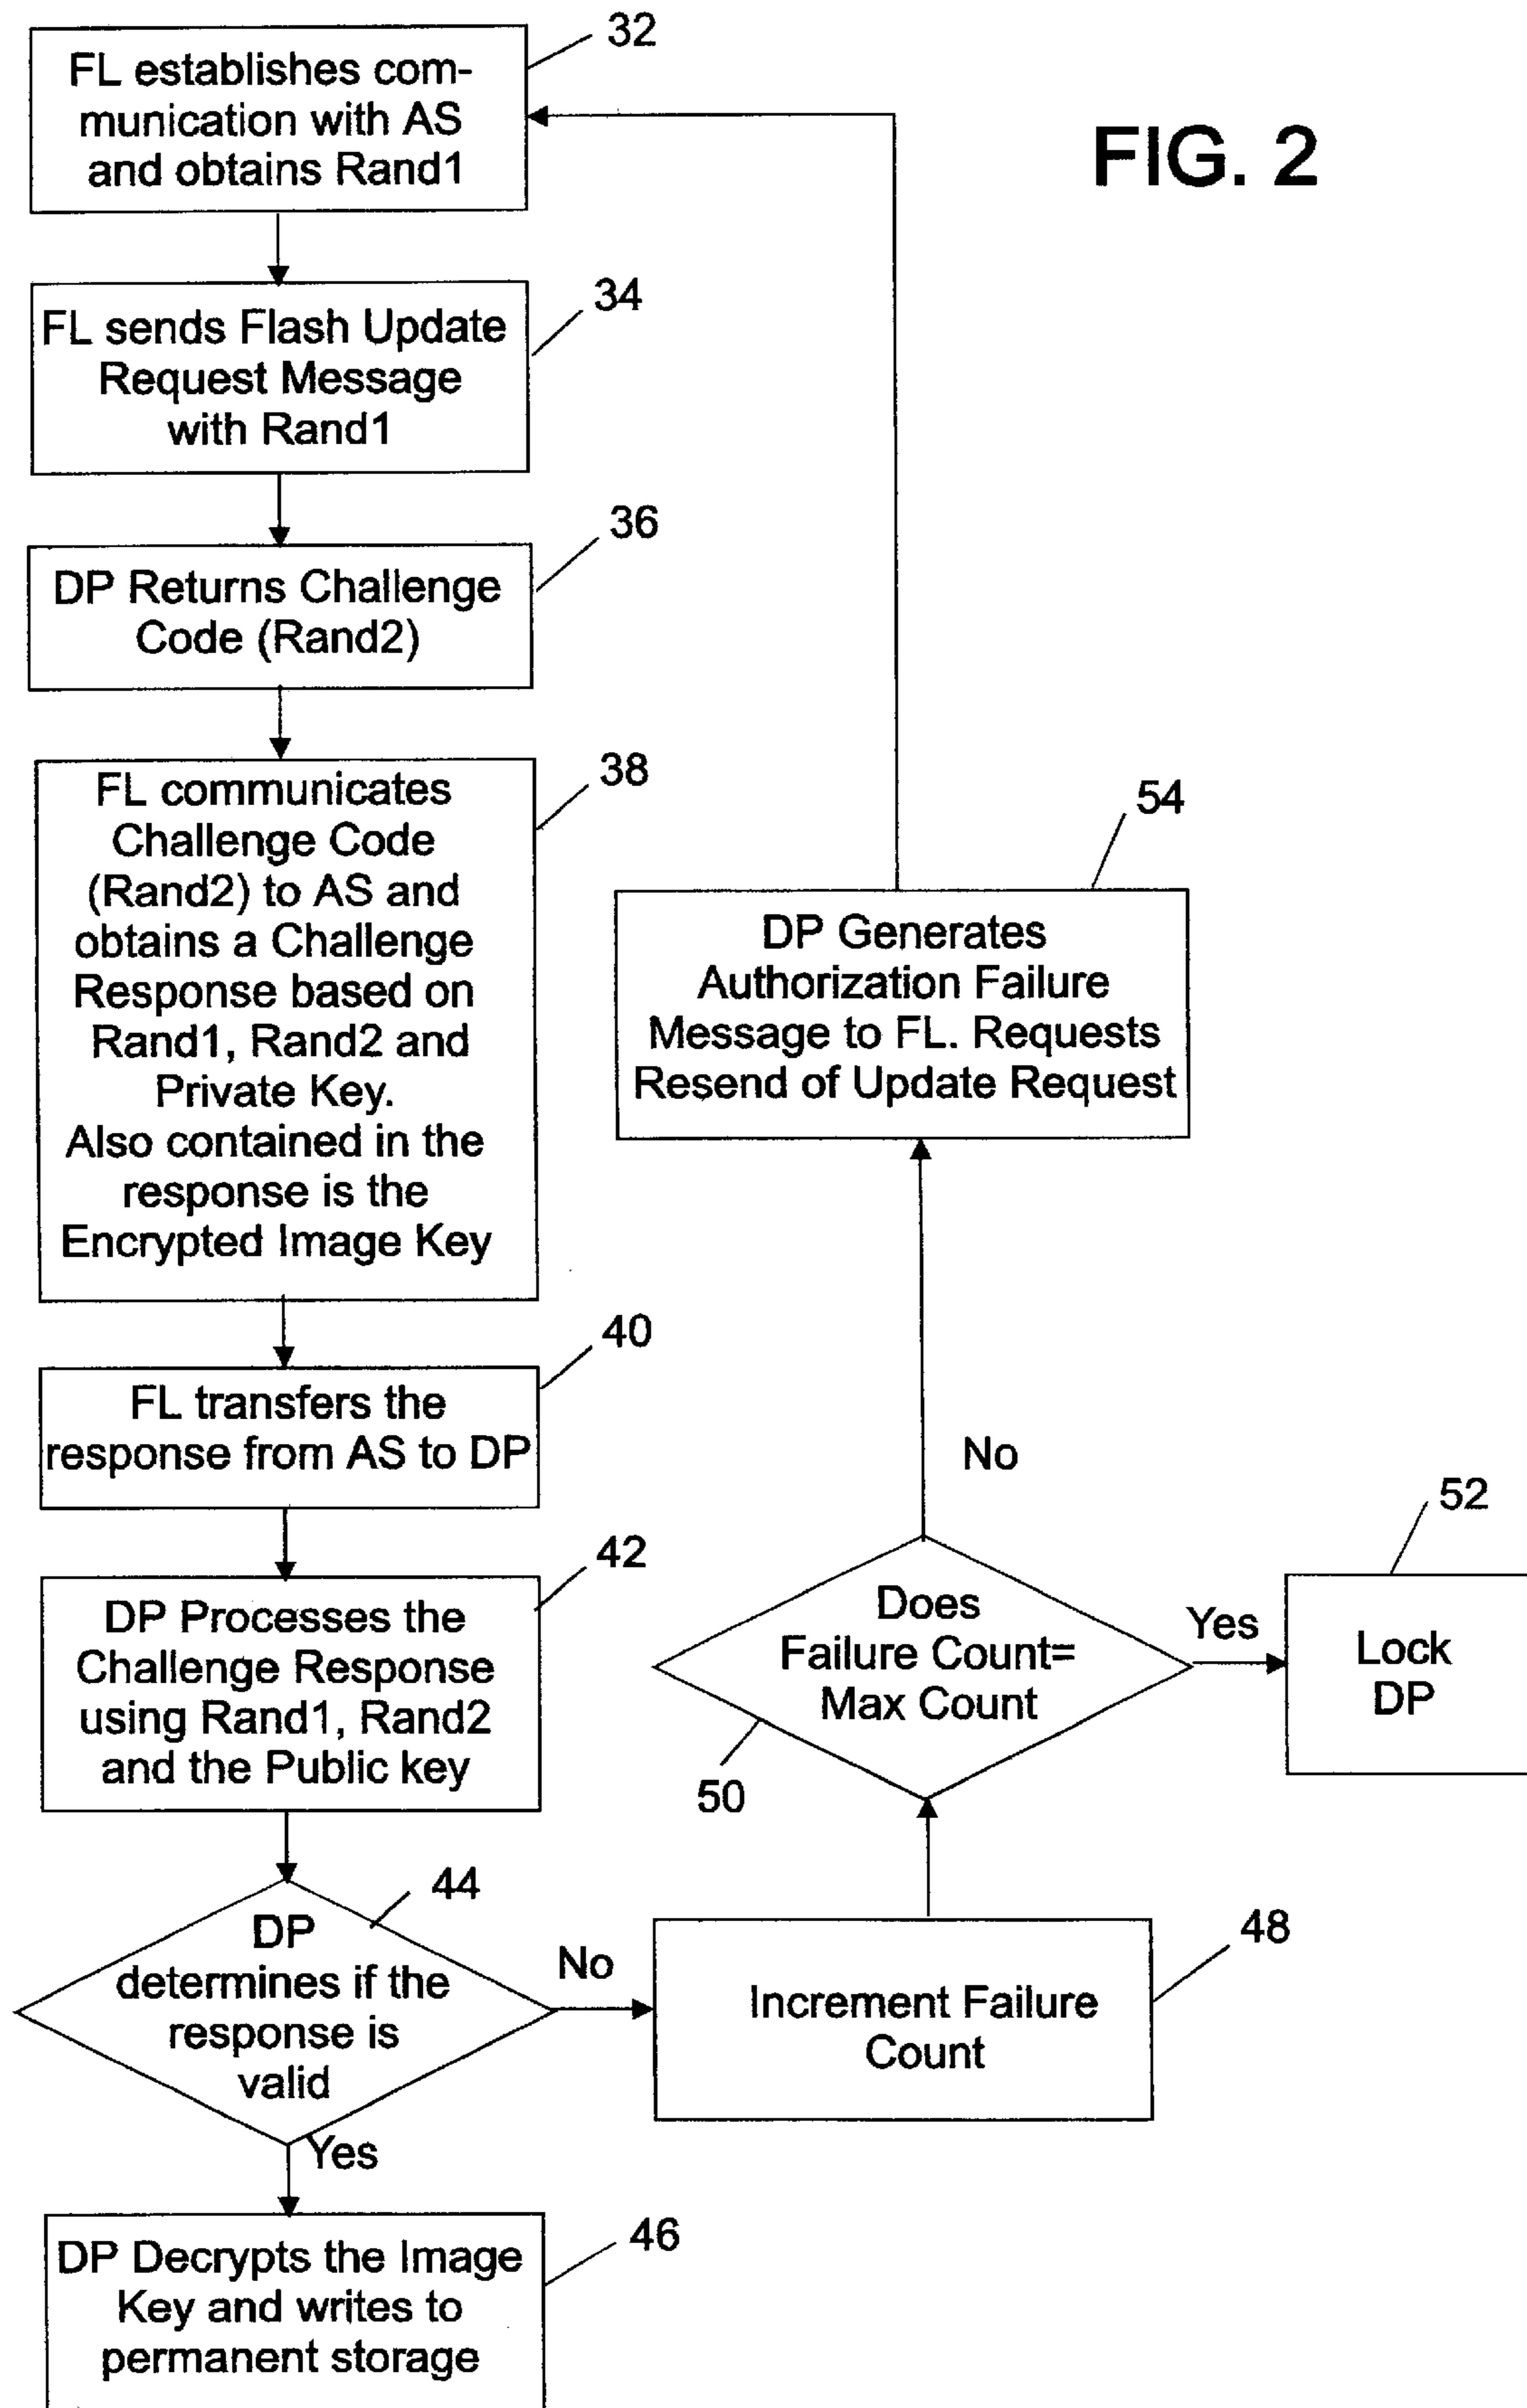 FIG. 2
32
FL establishes com-
munication with AS
and obtains Rand1
34
FL sends Flash Update
Request Message
with Rand1
36
DP Returns Challenge
Code (Rand2)
38
FL communicates
Challenge Code
(Rand2) to AS and
obtains a Challenge
Response based on
Rand1, Rand2 and
Private Key.
Also contained in the
response is the
Encrypted Image Key
40
FL transfers the
response from AS to DP
42
DP Processes the
Challenge Response
using Rand1, Rand2
and the Public key
44
DP
determines if the
response is
valid
No
Yes
46
DP Decrypts the Image
Key and writes to
permanent storage
48
Increment Failure
Count
50
Does
Failure Count=
Max Count
Yes
No
52
Lock
DP
54
DP Generates
Authorization Failure
Message to FL. Requests
Resend of Update Request